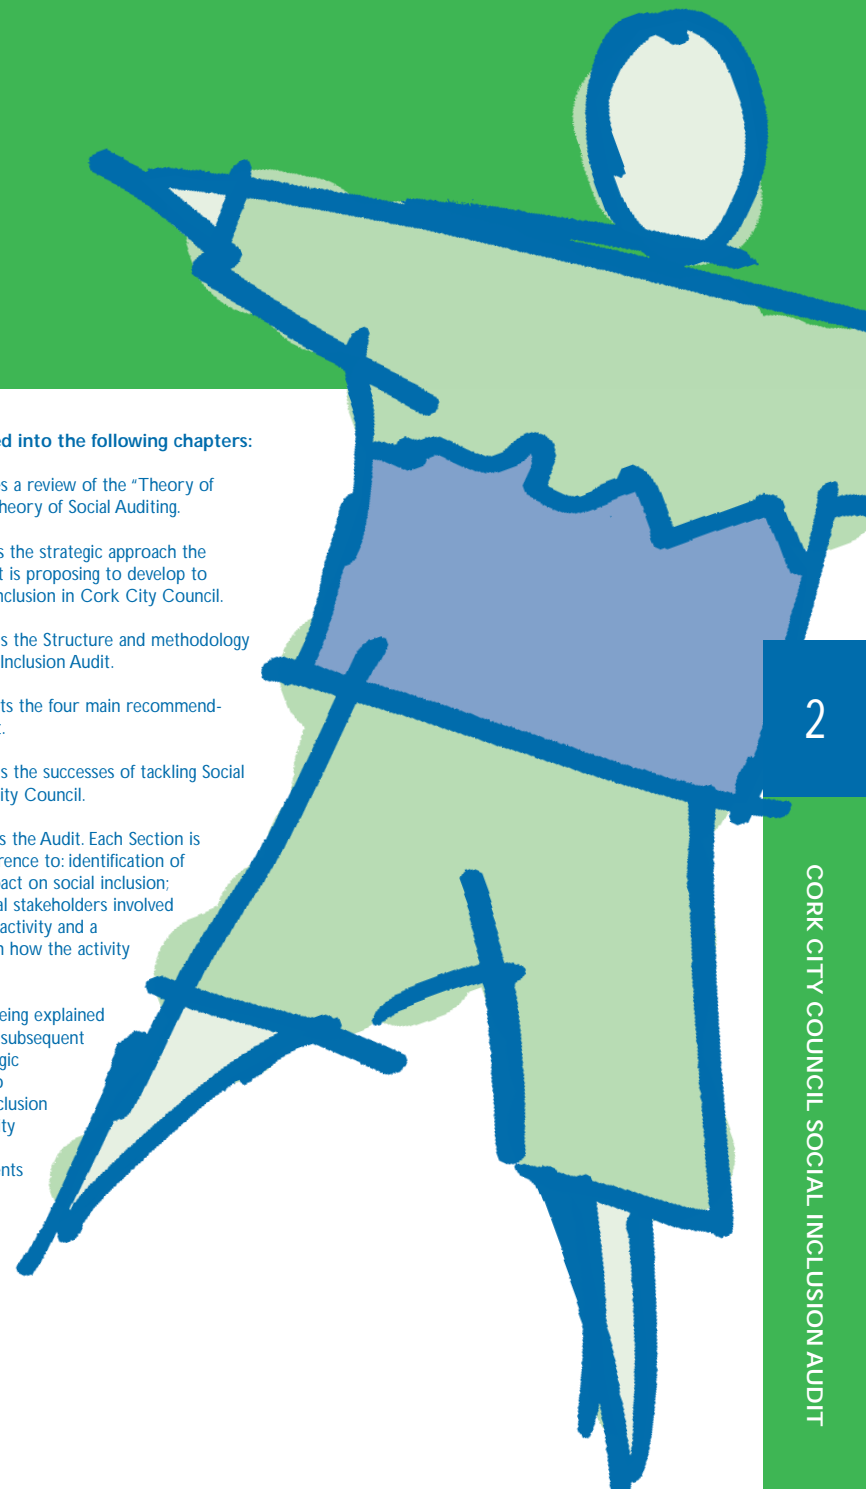 ed into the following chapters:
es a review of the “Theory of
heory of Social Auditing.
s the strategic approach the
t is proposing to develop to
nclusion in Cork City Council.
s the Structure and methodology
Inclusion Audit.
ts the four main recommend-
t.
s the successes of tackling Social
ity Council.
s the Audit. Each Section is
rence to: identification of
act on social inclusion;
al stakeholders involved
activity and a
n how the activity
eing explained
subsequent
gic
o
clusion
ty
nts
2
CORK CITY COUNCIL SOCIAL INCLUSION AUDIT